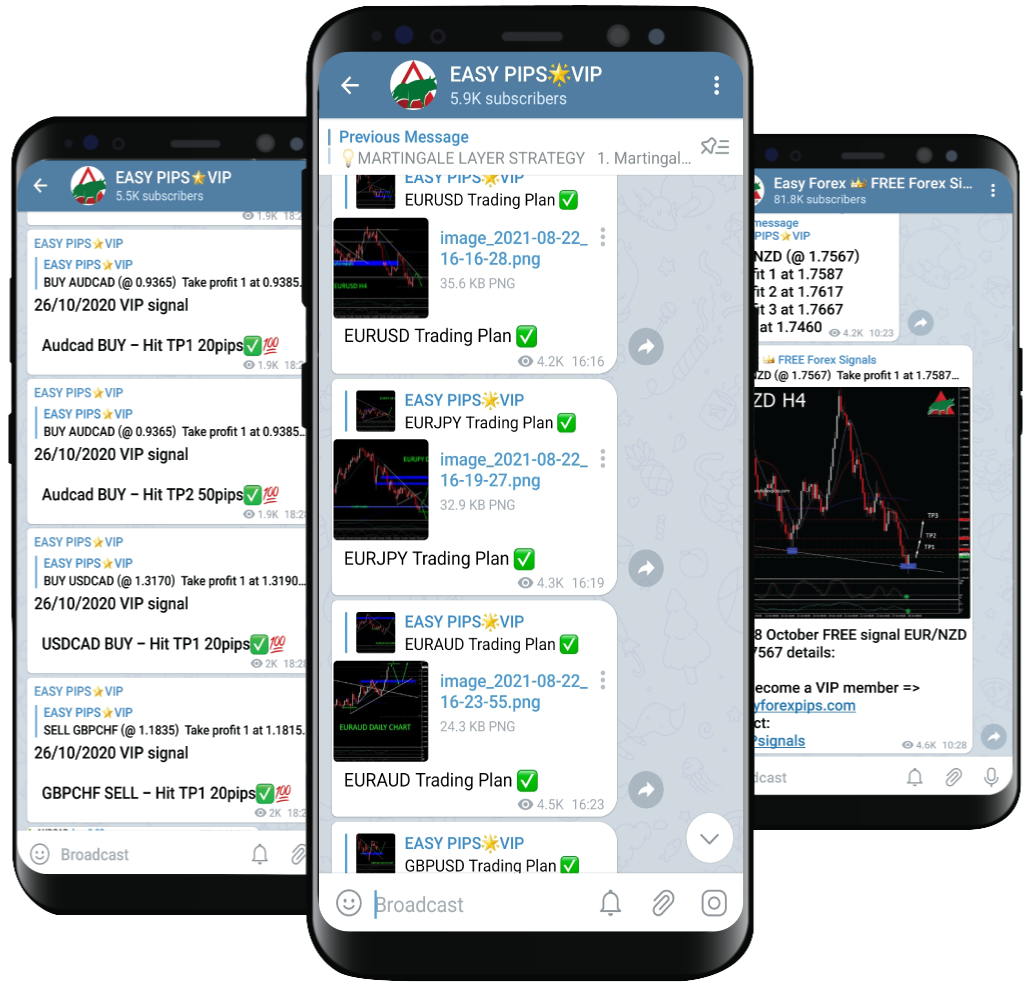 EASY PIPS🌟VIP
5.5K subscribers
1.9K
EASY PIPS⭐VIP
EASY PIPS⭐VIP
BUY AUDCAD (@ 0.9365) Take profit 1 at 0.9385...
26/10/2020 VIP signal
Audcad BUY – Hit TP1 20pips✅💯
1.9K
EASY PIPS⭐VIP
EASY PIPS⭐VIP
BUY AUDCAD (@ 0.9365) Take profit 1 at 0.9385...
26/10/2020 VIP signal
Audcad BUY – Hit TP2 50pips✅💯
1.9K
EASY PIPS⭐VIP
EASY PIPS⭐VIP
BUY USDCAD (@ 1.3170) Take profit 1 at 1.3190...
26/10/2020 VIP signal
USDCAD BUY – Hit TP1 20pips✅💯
2K
EASY PIPS⭐VIP
EASY PIPS⭐VIP
SELL GBPCHF (@ 1.1835) Take profit 1 at 1.1815.
26/10/2020 VIP signal
GBPCHF SELL – Hit TP1 20pips✅💯
2K
Broadcast
EASY PIPS🌟VIP
5.9K subscribers
Previous Message
💡MARTINGALE LAYER STRATEGY 1. Martingal...
EASY PIPS🌟VIP
EURUSD Trading Plan ✅
EURUSD H4
image_2021-08-22_
16-16-28.png
35.6 KB PNG
EURUSD Trading Plan ✅
4.2K 16:16
EASY PIPS🌟VIP
EURJPY Trading Plan ✅
image_2021-08-22_
16-19-27.png
32.9 KB PNG
EURJPY Trading Plan ✅
4.3K 16:19
EASY PIPS🌟VIP
EURAUD Trading Plan ✅
EURAUD DAILY CHART
image_2021-08-22_
16-23-55.png
24.3 KB PNG
EURAUD Trading Plan ✅
4.5K 16:23
EASY PIPS🌟VIP
GBPUSD Trading Plan ✅
Broadcast
Easy Forex 👑 FREE Forex Si...
81.8K subscribers
message
PIPS⭐VIP
NZD (@ 1.7567)
fit 1 at 1.7587
fit 2 at 1.7617
fit 3 at 1.7667
at 1.7460
4.2K 10:23
👑 FREE Forex Signals
ZD (@ 1.7567) Take profit 1 at 1.7587...
ZD H4
TP3
TP2
TP1
8 October FREE signal EUR/NZD
7567 details:
ecome a VIP member =>
yforexpips.com
ct:
Psignals
4.6K 10:28
dcast